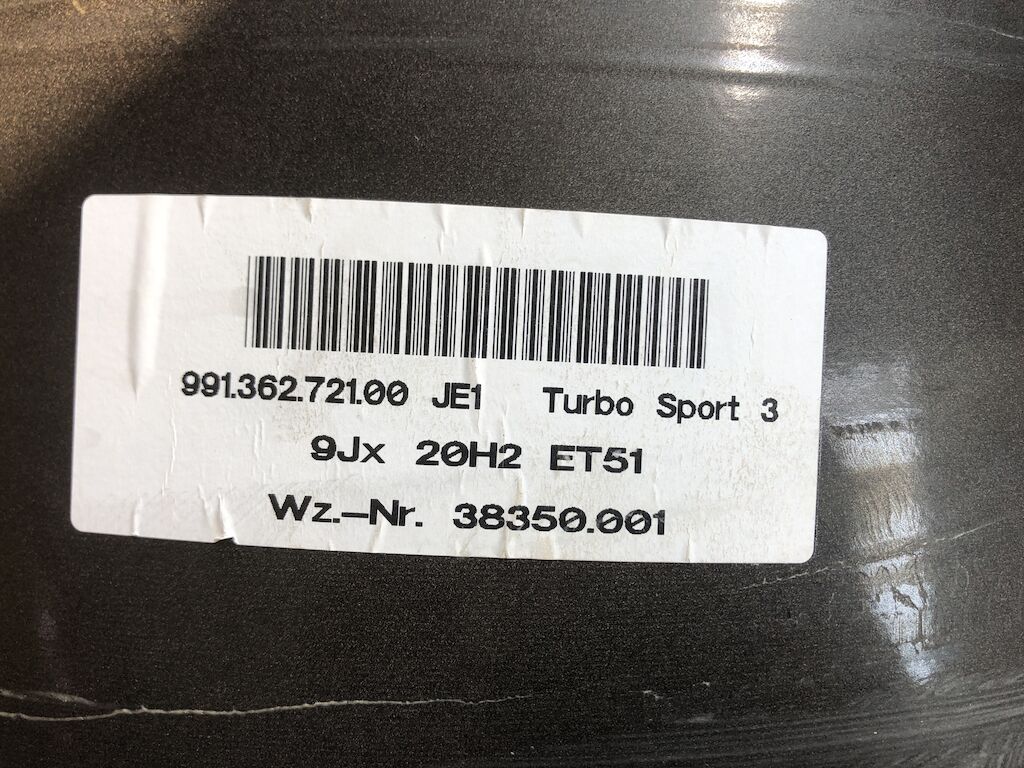 991.362.721.00 JE1 Turbo Sport 3
9Jx 20H2 ET51
Wz.-Nr. 38350.001